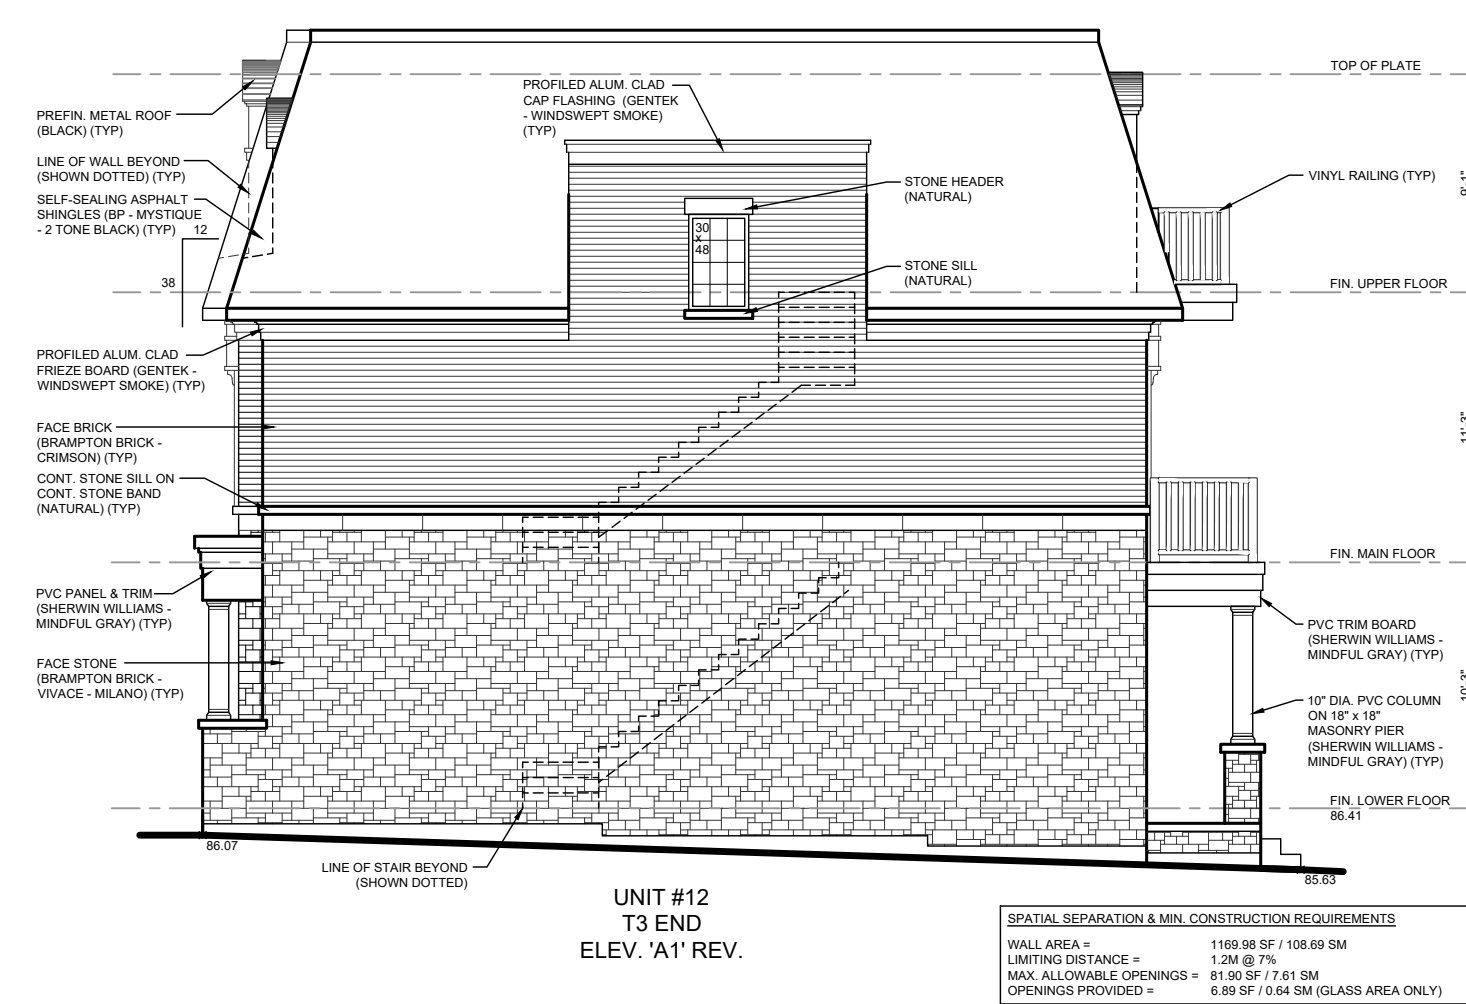 TOP OF PLATE
PROFILED ALUM. CLAD
CAP FLASHING (GENTEK
- WINDSWEPT SMOKE)
(TYP)
PREFIN. METAL ROOF
(BLACK) (TYP)
LINE OF WALL BEYOND
(SHOWN DOTTED) (TYP)
SELF-SEALING ASPHALT
SHINGLES (BP - MYSTIQUE
- 2 TONE BLACK) (TYP)
12
38
STONE HEADER
(NATURAL)
VINYL RAILING (TYP)
9'-1"
30
x
48
STONE SILL
(NATURAL)
FIN. UPPER FLOOR
PROFILED ALUM. CLAD
FRIEZE BOARD (GENTEK -
WINDSWEPT SMOKE) (TYP)
FACE BRICK
(BRAMPTON BRICK -
CRIMSON) (TYP)
11'-3"
CONT. STONE SILL ON
CONT. STONE BAND
(NATURAL) (TYP)
FIN. MAIN FLOOR
PVC PANEL & TRIM
(SHERWIN WILLIAMS -
MINDFUL GRAY) (TYP)
PVC TRIM BOARD
(SHERWIN WILLIAMS -
MINDFUL GRAY) (TYP)
FACE STONE
(BRAMPTON BRICK -
VIVACE - MILANO) (TYP)
10'-3"
10" DIA. PVC COLUMN
ON 18" x 18"
MASONRY PIER
(SHERWIN WILLIAMS -
MINDFUL GRAY) (TYP)
FIN. LOWER FLOOR
86.41
86.07
LINE OF STAIR BEYOND
(SHOWN DOTTED)
85.63
UNIT #12
T3 END
ELEV. 'A1' REV.
SPATIAL SEPARATION & MIN. CONSTRUCTION REQUIREMENTS
WALL AREA = 1169.98 SF / 108.69 SM
LIMITING DISTANCE = 1.2M @ 7%
MAX. ALLOWABLE OPENINGS = 81.90 SF / 7.61 SM
OPENINGS PROVIDED = 6.89 SF / 0.64 SM (GLASS AREA ONLY)